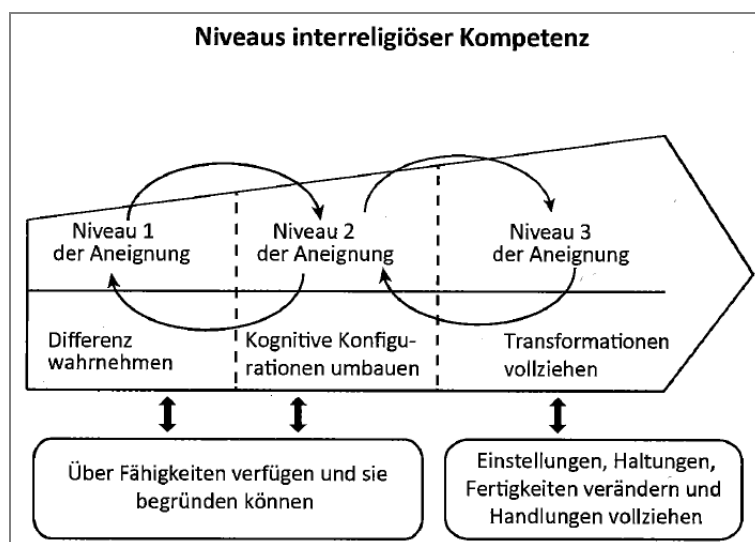 Niveaus interreligiöser Kompetenz
Niveau 1
der Aneignung
Niveau 2
der Aneignung
Niveau 3
der Aneignung
Differenz
wahrnehmen
Kognitive Konfigu-
rationen umbauen
Transformationen
vollziehen
Über Fähigkeiten verfügen und sie
begründen können
Einstellungen, Haltungen,
Fertigkeiten verändern und
Handlungen vollziehen